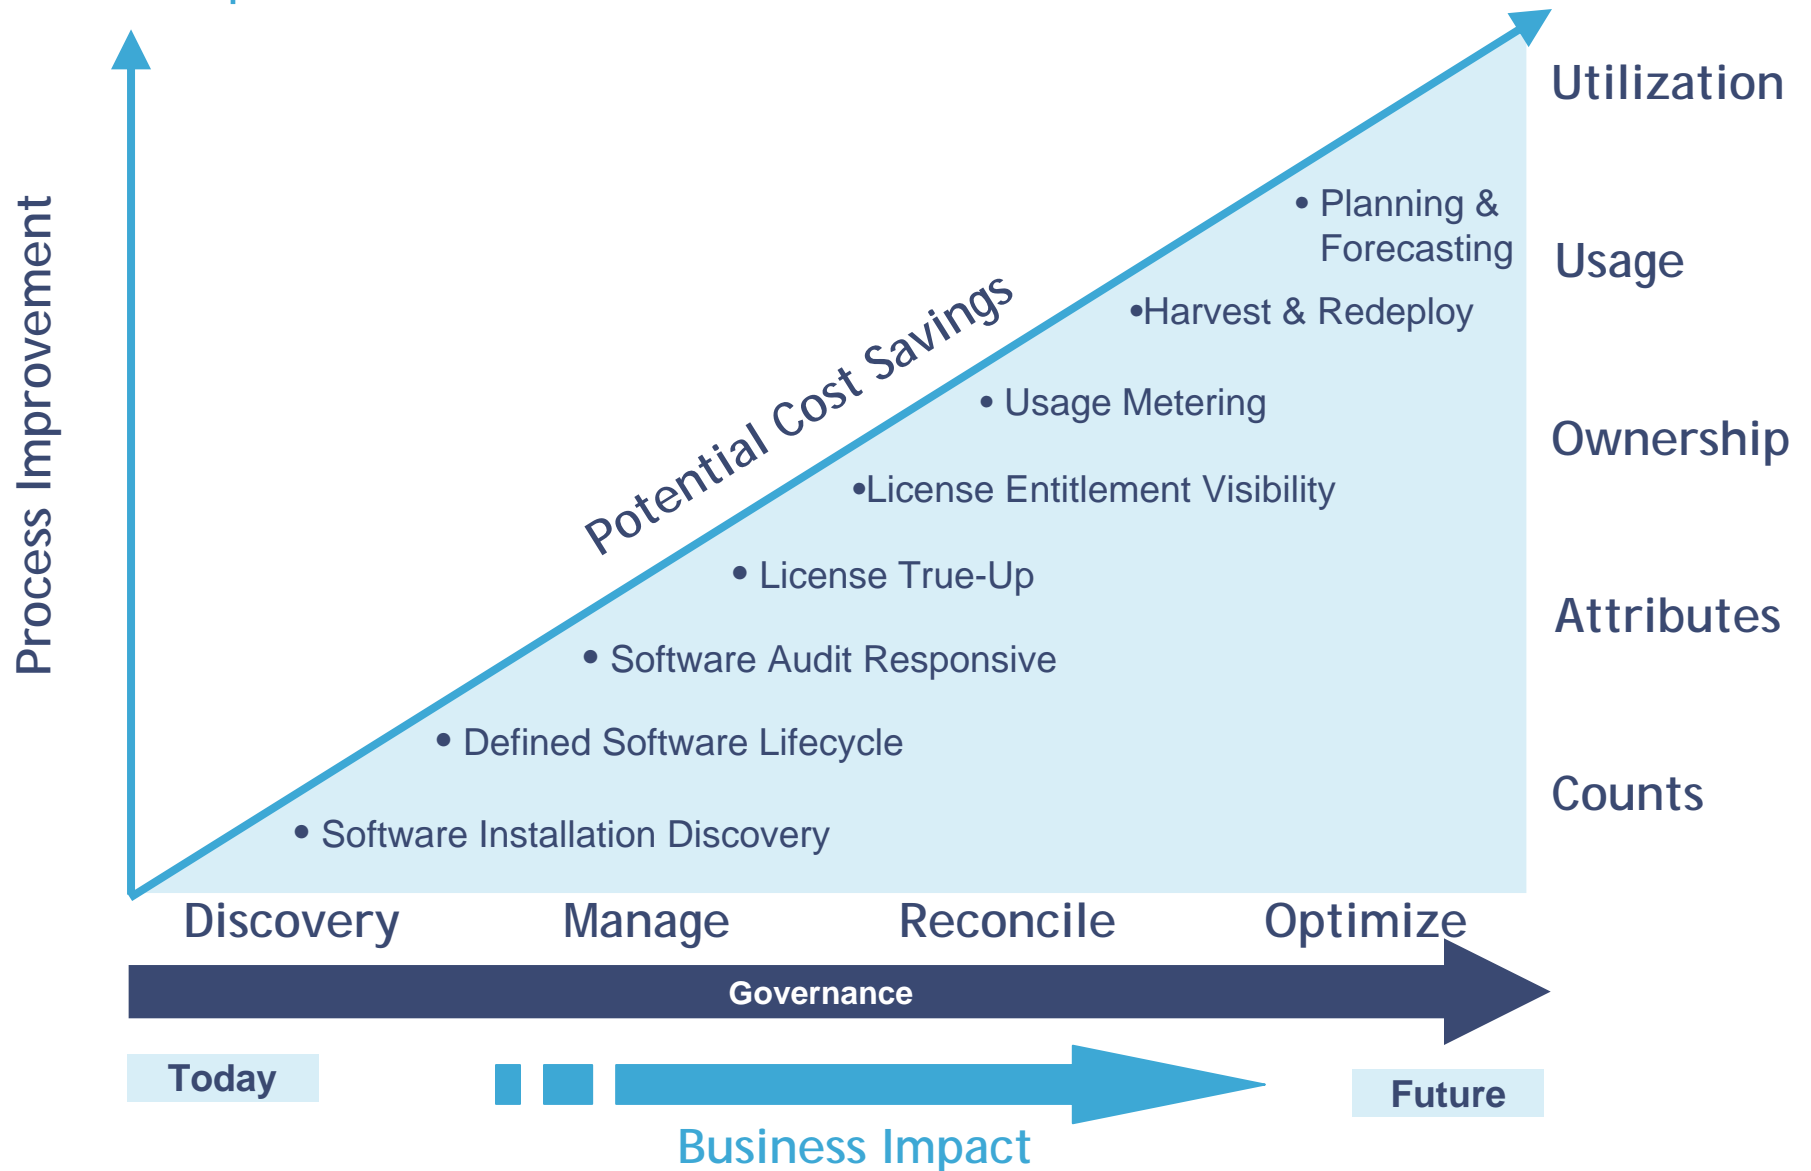 Utilization
Planning &
Forecasting
Usage
•Harvest & Redeploy
Potential Cost Savings
Process Improvement
• Usage Metering
Ownership
•License Entitlement Visibility
• License True-Up
Attributes
• Software Audit Responsive
• Defined Software Lifecycle
Counts
• Software Installation Discovery
Discovery
Manage
Reconcile
Optimize
Governance
Today
Future
Business Impact